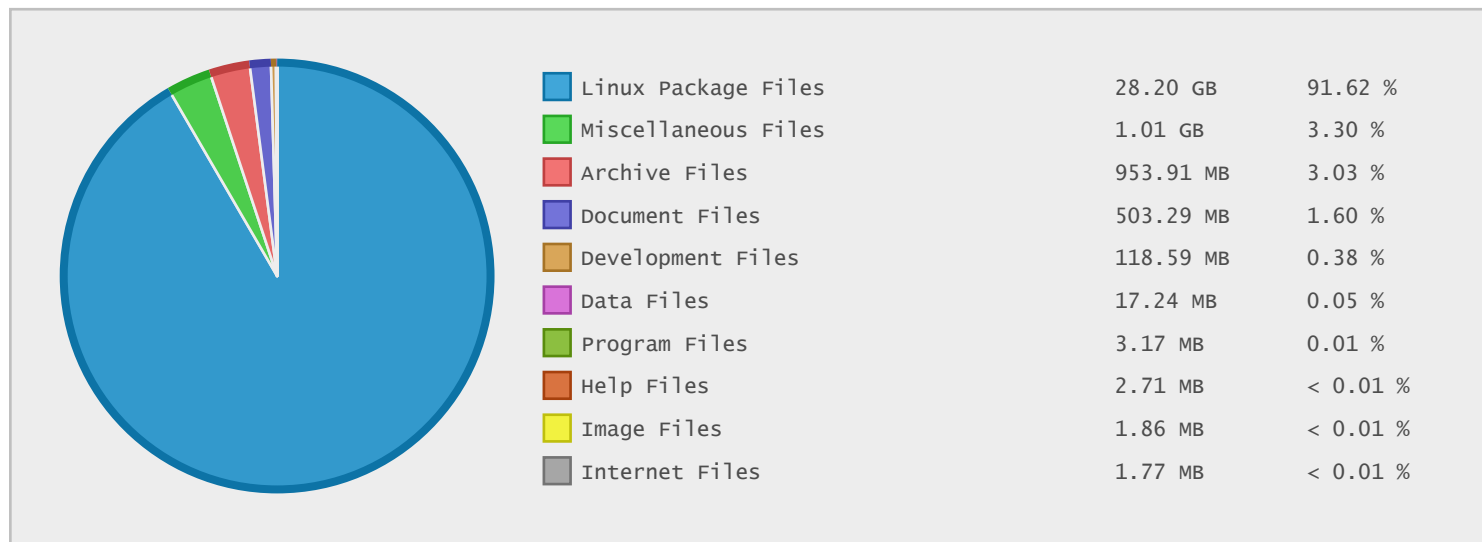 Linux Package Files 28.20 GB 91.62 %
Miscellaneous Files 1.01 GB 3.30 %
Archive Files 953.91 MB 3.03 %
Document Files 503.29 MB 1.60 %
Development Files 118.59 MB 0.38 %
Data Files 17.24 MB 0.05 %
Program Files 3.17 MB 0.01 %
Help Files 2.71 MB < 0.01 %
Image Files 1.86 MB < 0.01 %
Internet Files 1.77 MB < 0.01 %